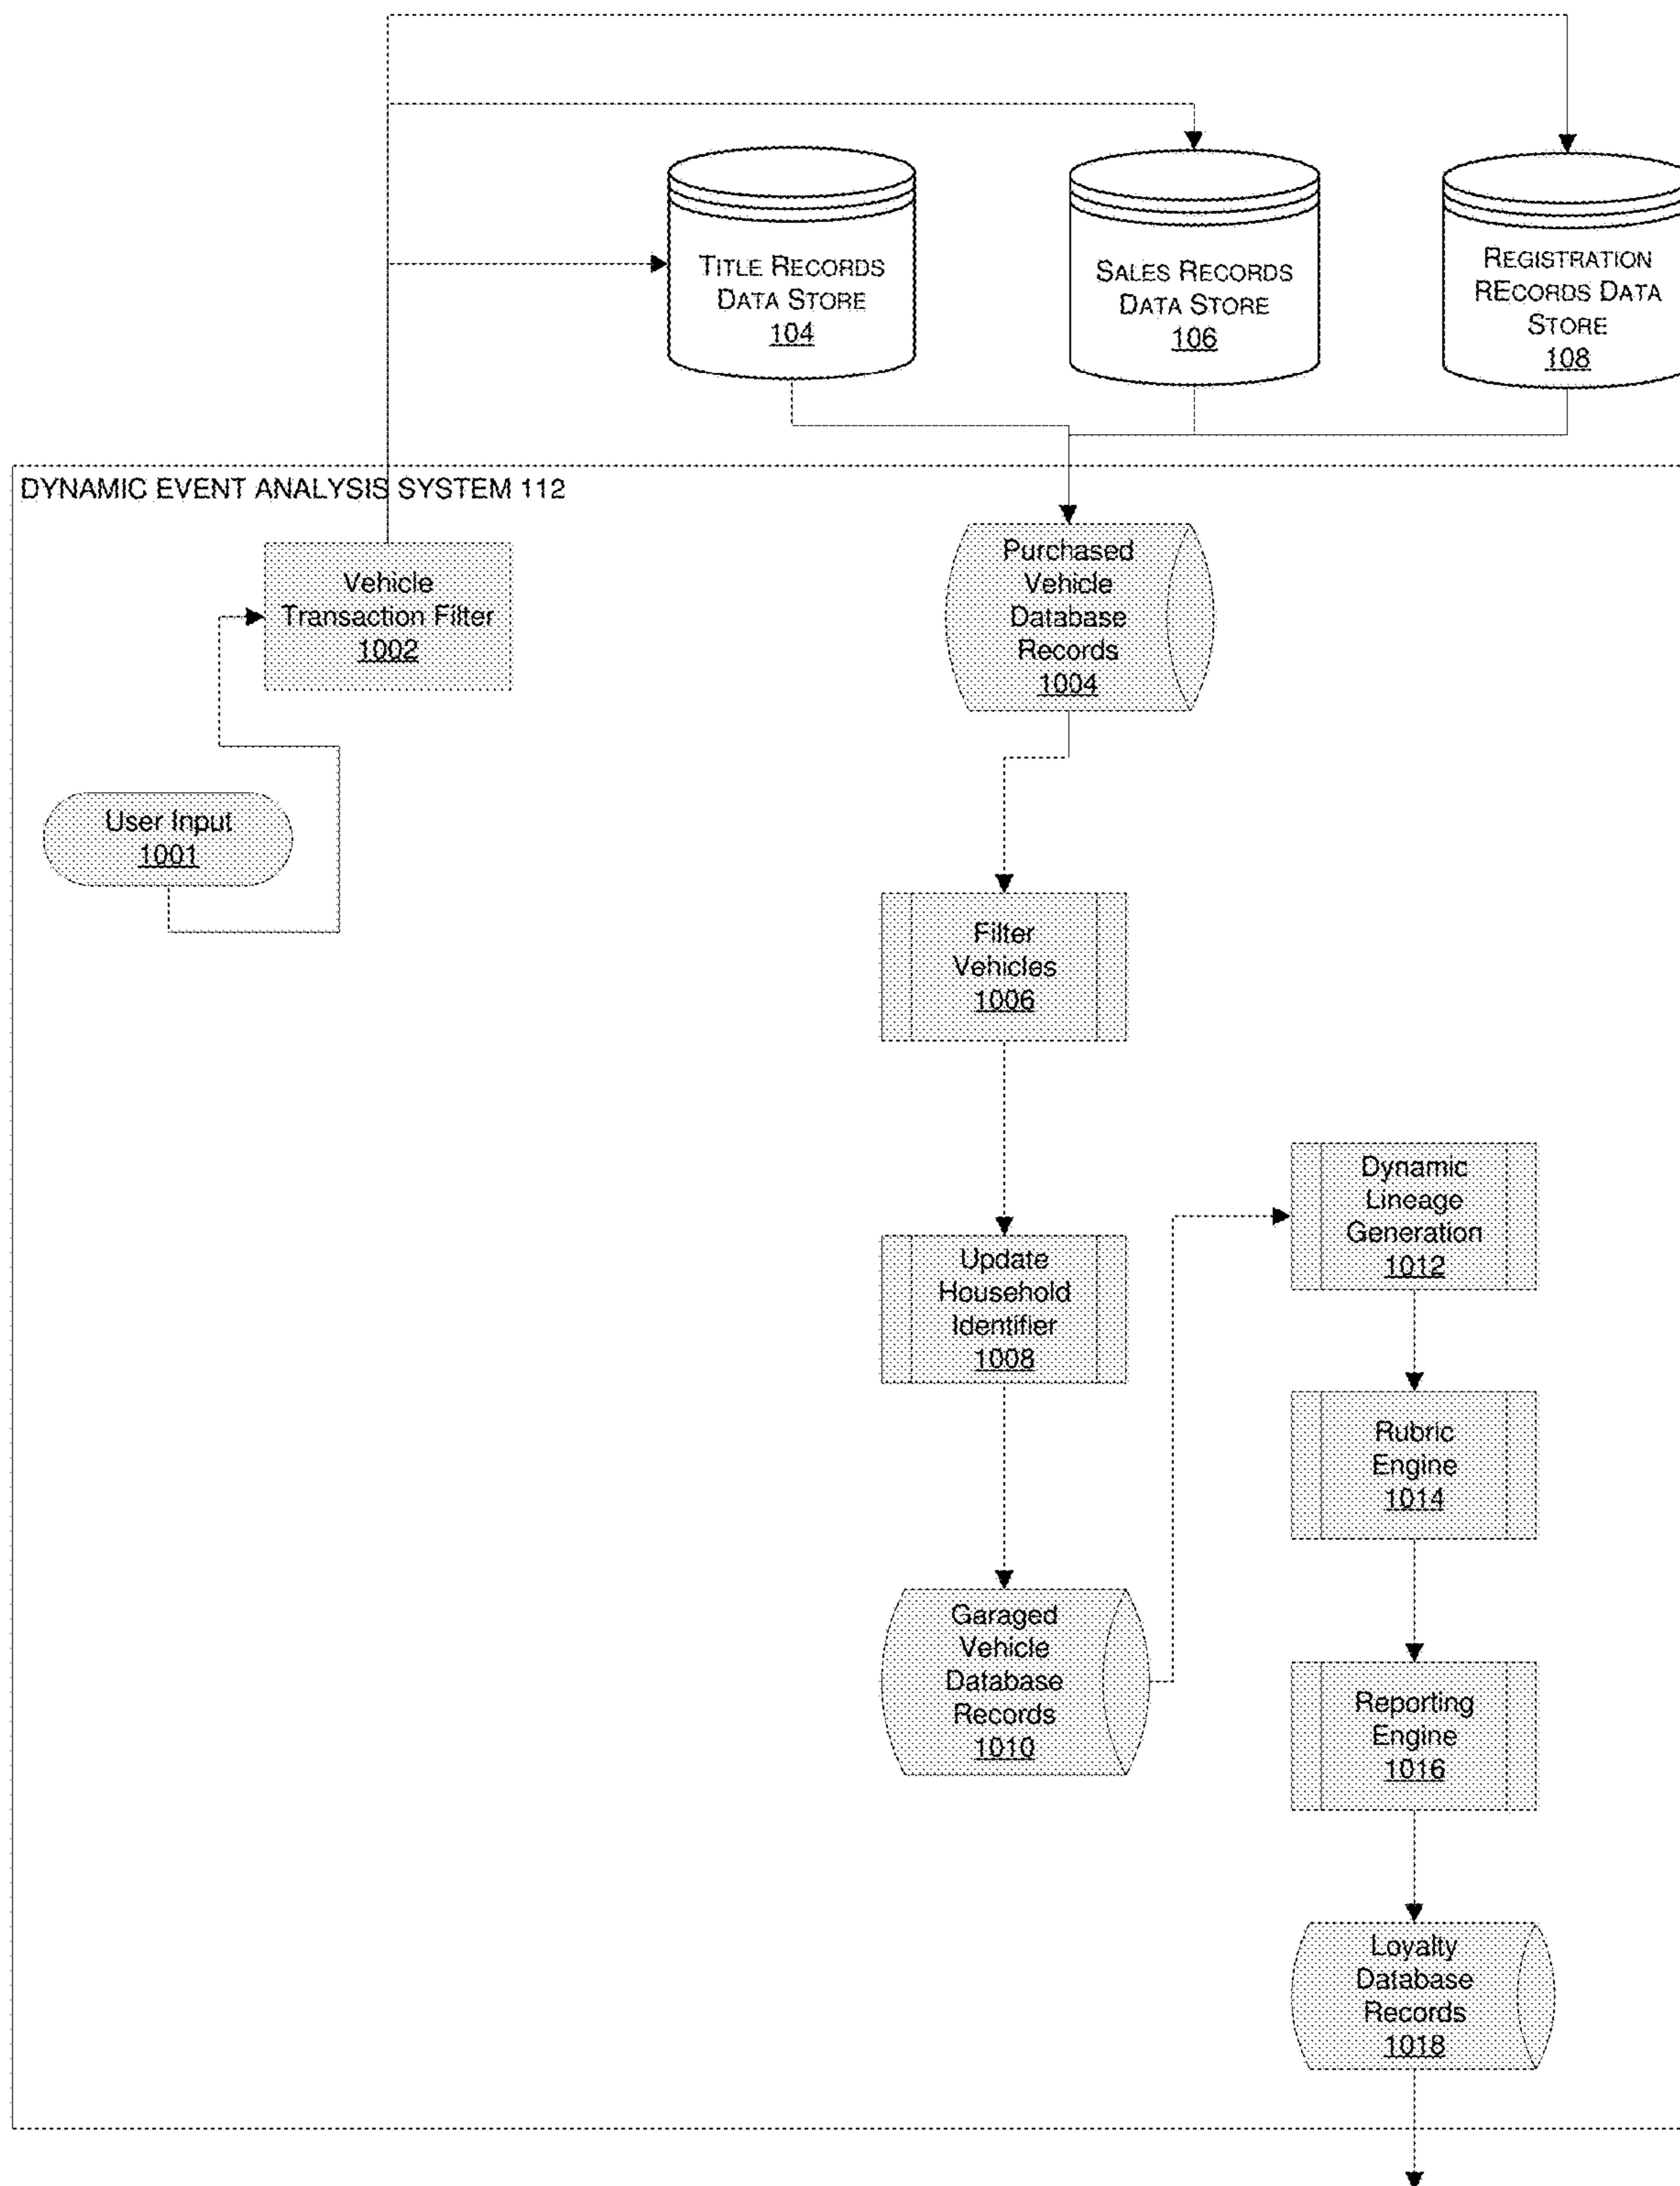 TITLE RECORDS
DATA STORE
104
SALES RECORDS
DATA STORE
106
REGISTRATION
RECORDS DATA
STORE
108
DYNAMIC EVENT ANALYSIS SYSTEM 112
Vehicle
Transaction Filter
1002
Purchased
Vehicle
Database
Records
1004
User Input
1001
Filter
Vehicles
1006
Update
Household
Identifier
1008
Garaged
Vehicle
Database
Records
1010
Dynamic
Lineage
Generation
1012
Rubric
Engine
1014
Reporting
Engine
1016
Loyalty
Database
Records
1018